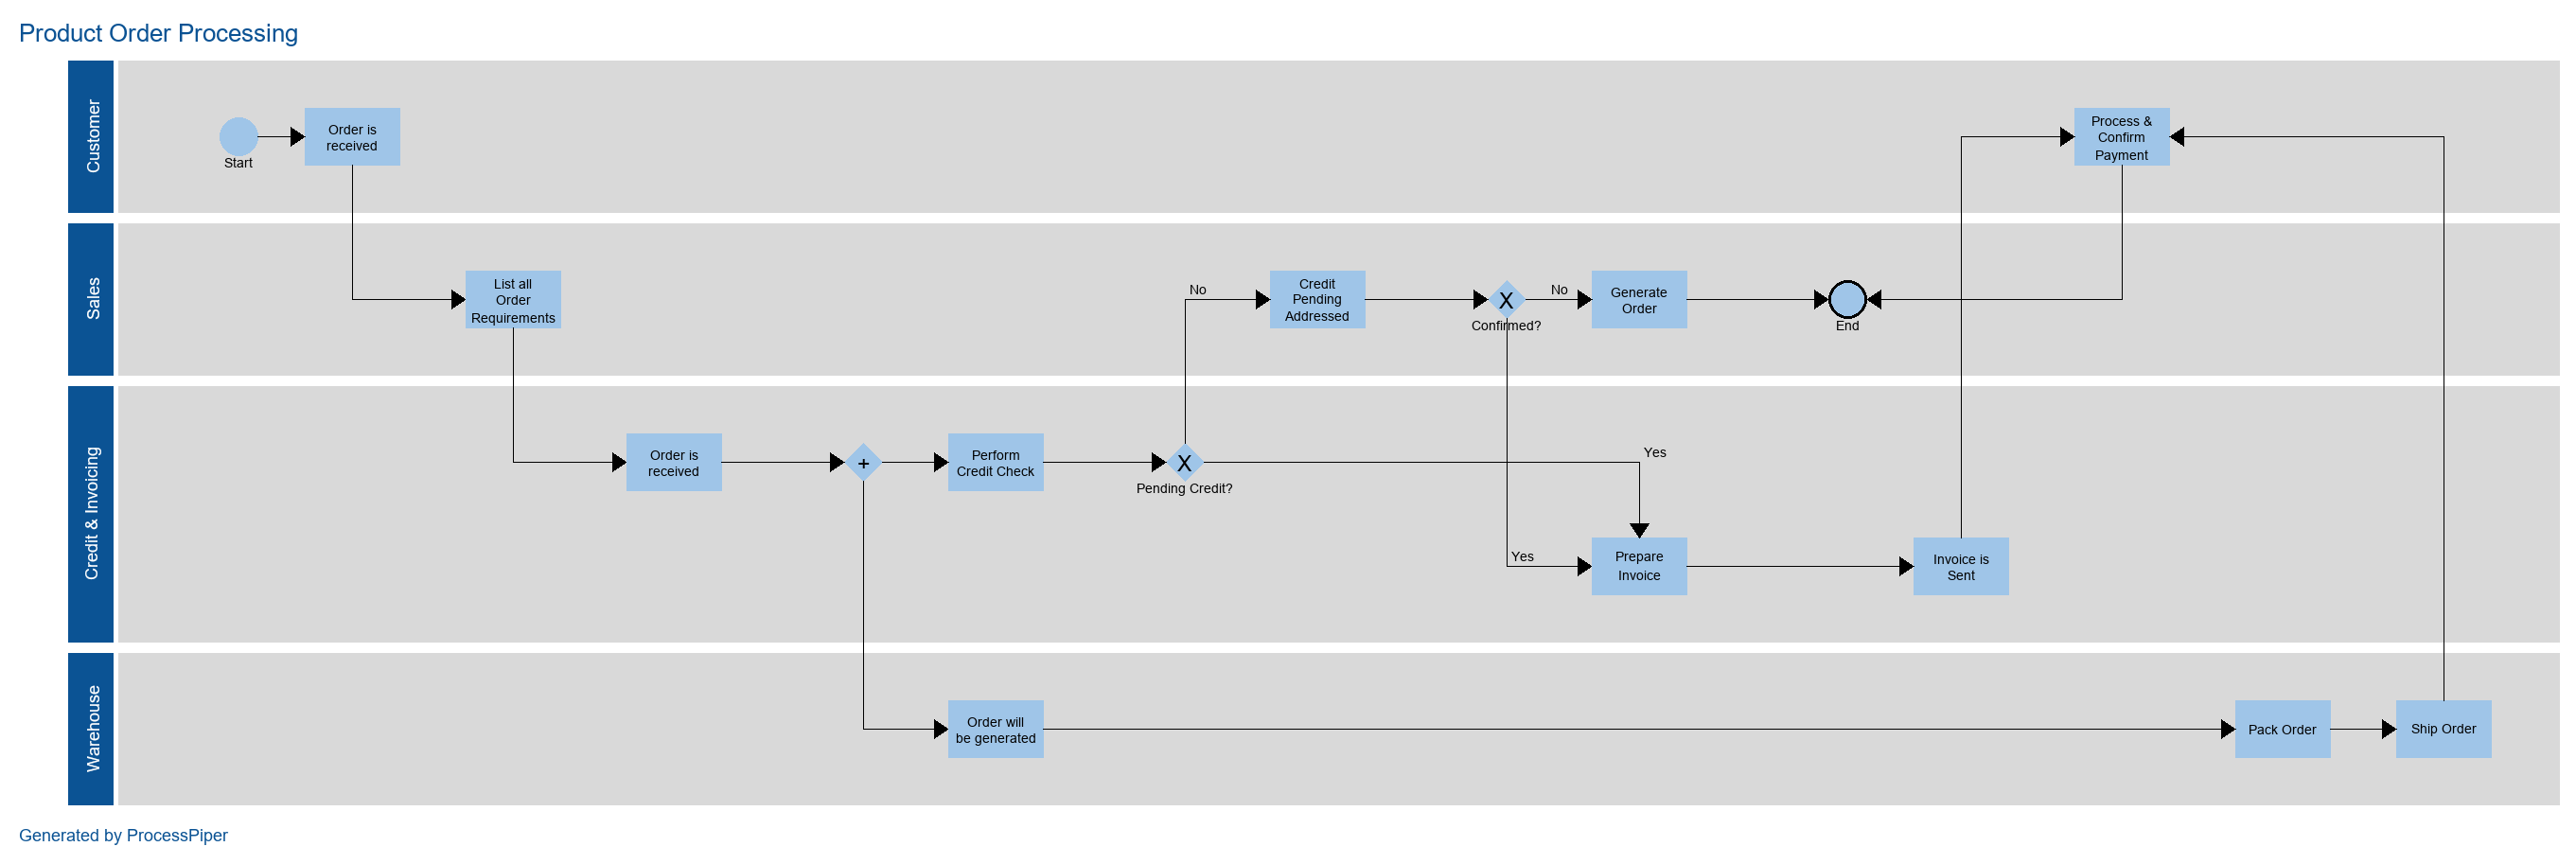 Product Order Processing
Customer
Start
Order is
received
Process &
Confirm
Payment
Sales
List all
Order
Requirements
No
Credit
Pending
Addressed
X
Confirmed?
No
Generate
Order
End
Credit & Invoicing
Order is
received
+
Perform
Credit Check
X
Pending Credit?
Yes
Yes
Prepare
Invoice
Invoice is
Sent
Warehouse
Order will
be generated
Pack Order
Ship Order
Generated by ProcessPiper